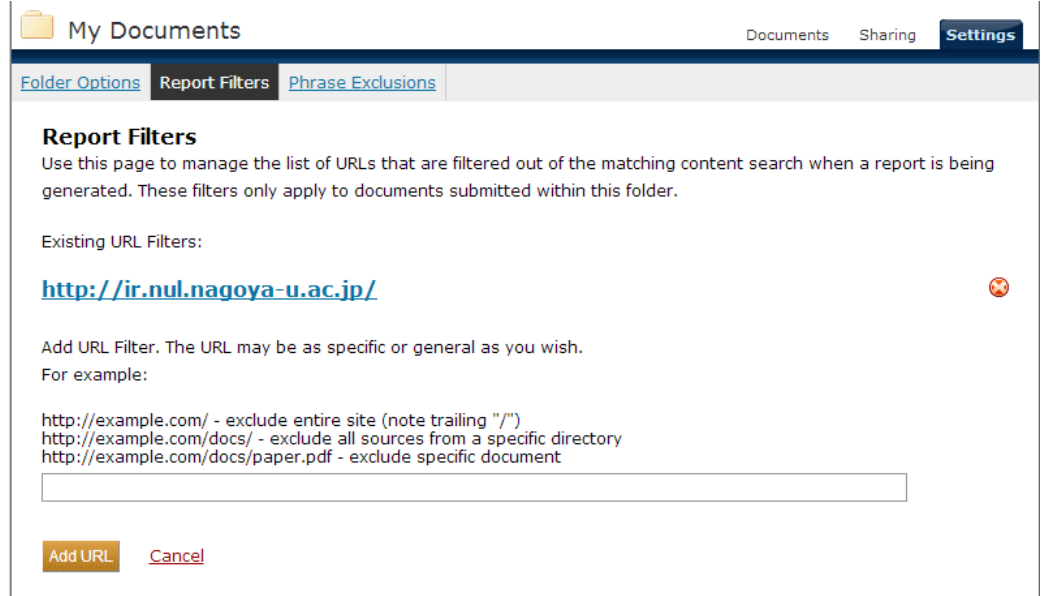 My Documents
Documents Sharing Settings
Folder Options Report Filters Phrase Exclusions
Report Filters
Use this page to manage the list of URLs that are filtered out of the matching content search when a report is being
generated. These filters only apply to documents submitted within this folder.
Existing URL Filters:
http://ir.nul.nagoya-u.ac.jp/
Add URL Filter. The URL may be as specific or general as you wish.
For example:
http://example.com/ - exclude entire site (note trailing "/")
http://example.com/docs/ - exclude all sources from a specific directory
http://example.com/docs/paper.pdf - exclude specific document
Add URL Cancel